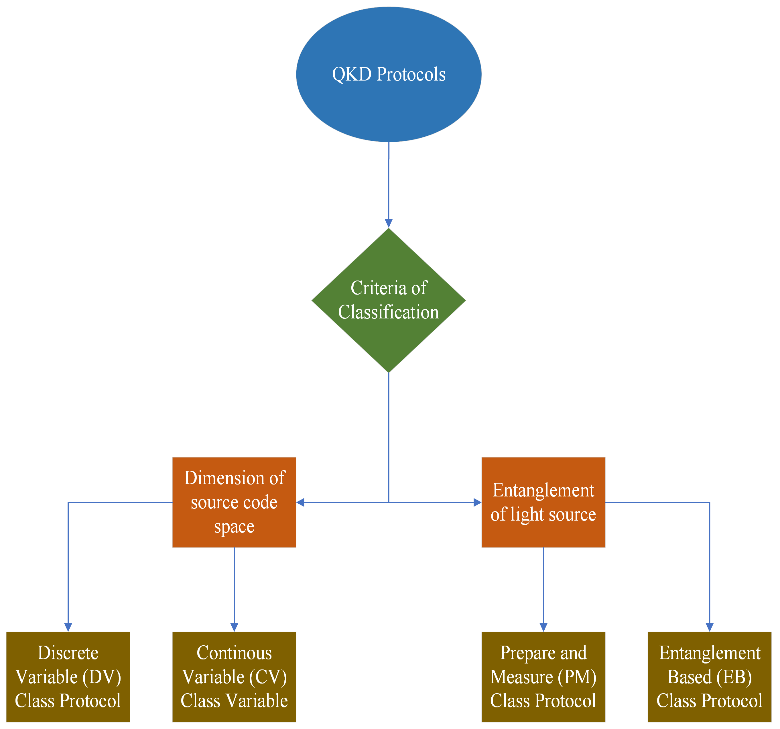 QKD Protocols
Criteria of
Classification
Dimension of
source code
space
Entanglement
of light source
Discrete
Variable (DV)
Class Protocol
Continous
Variable (CV)
Class Variable
Prepare and
Measure (PM)
Class Protocol
Entanglement
Based (EB)
Class Protocol